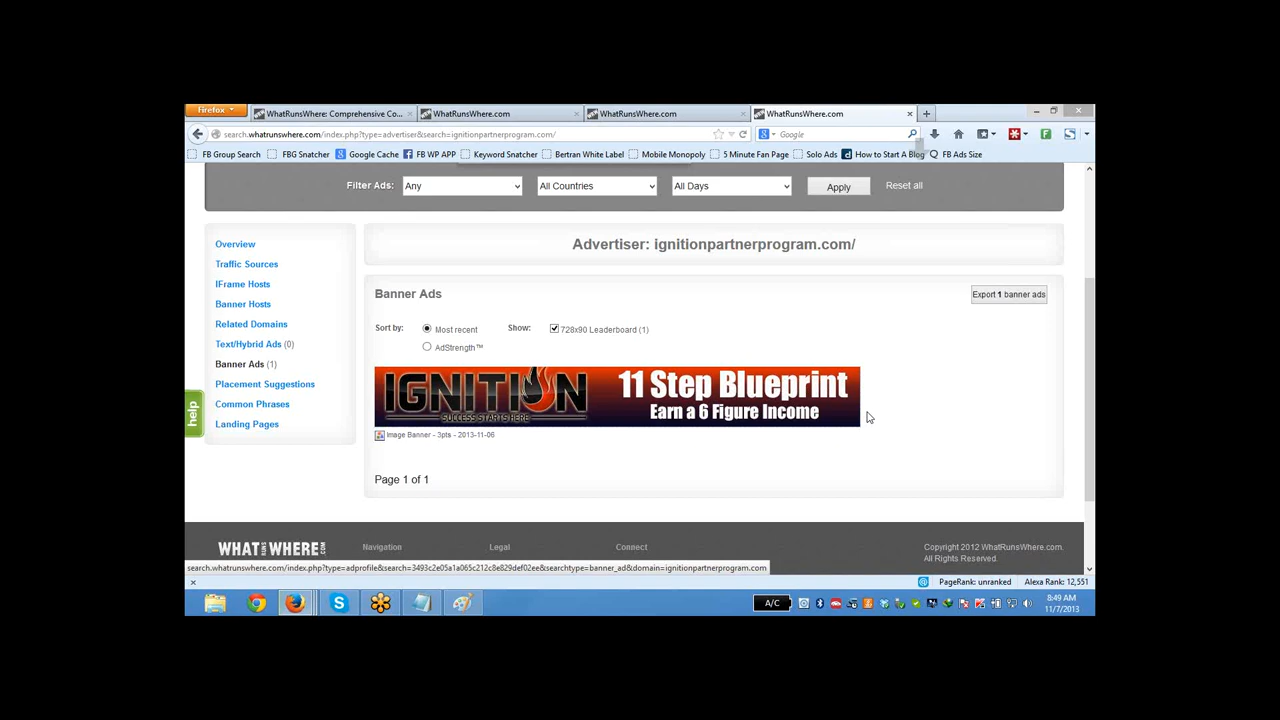 Firefox
WhatRunsWhere: Comprehensive Co...
WhatRunsWhere.com
WhatRunsWhere.com
WhatRunsWhere.com
search.whatrunswhere.com/index.php?type=advertiser&search=ignitionpartnerprogram.com/
Google
FB Group Search
FBG Snatcher
Google Cache
FB WP APP
Keyword Snatcher
Bertran White Label
Mobile Monopoly
5 Minute Fan Page
Solo Ads
How to Start A Blog
FB Ads Size
Filter Ads: Any All Countries All Days Apply Reset all
Overview
Traffic Sources
IFrame Hosts
Banner Hosts
Related Domains
Text/Hybrid Ads (0)
Banner Ads (1)
Placement Suggestions
Common Phrases
Landing Pages
help
Advertiser: ignitionpartnerprogram.com/
Banner Ads
Export 1 banner ads
Sort by: Most recent Show: 728x90 Leaderboard (1)
AdStrength™
IGNITION
SUCCESS STARTS HERE
11 Step Blueprint
Earn a 6 Figure Income
Image Banner - 3pts - 2013-11-06
Page 1 of 1
WHAT RUNS WHERE.COM
Navigation
Legal
Connect
Copyright 2012 WhatRunsWhere.com.
All Rights Reserved.
search.whatrunswhere.com/index.php?type=adprofile&search=3493c2e05a1a065c212c8e829def02ee&searchtype=banner_ad&domain=ignitionpartnerprogram.com
PageRank: unranked
Alexa Rank: 12,551
A/C
8:49 AM
11/7/2013